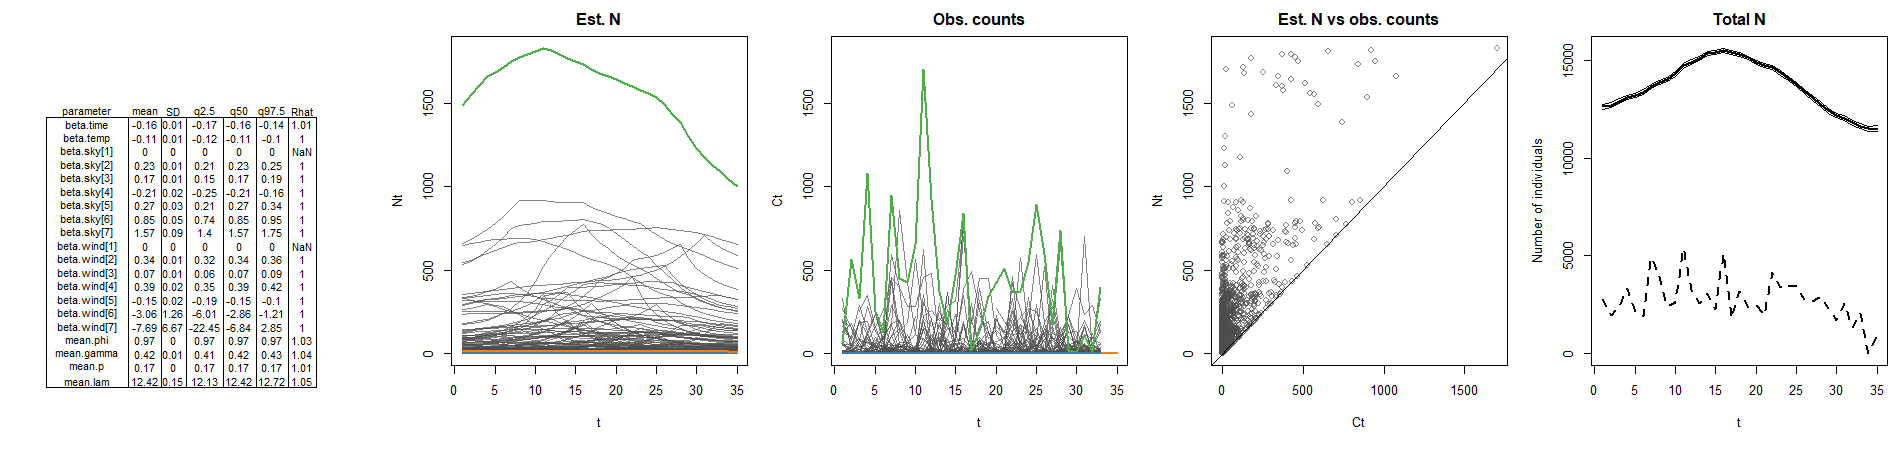 parameter mean SD q2.5 q50 q97.5 Rhat
beta.time -0.16 0.01 -0.17 -0.16 -0.14 1.01
beta.temp -0.11 0.01 -0.12 -0.11 -0.1 1
beta.sky[1] 0 0 0 0 0 NaN
beta.sky[2] 0.23 0.01 0.21 0.23 0.25 1
beta.sky[3] 0.17 0.01 0.15 0.17 0.19 1
beta.sky[4] -0.21 0.02 -0.25 -0.21 -0.16 1
beta.sky[5] 0.27 0.03 0.21 0.27 0.34 1
beta.sky[6] 0.85 0.05 0.74 0.85 0.95 1
beta.sky[7] 1.57 0.09 1.4 1.57 1.75 1
beta.wind[1] 0 0 0 0 0 NaN
beta.wind[2] 0.34 0.01 0.32 0.34 0.36 1
beta.wind[3] 0.07 0.01 0.06 0.07 0.09 1
beta.wind[4] 0.39 0.02 0.35 0.39 0.42 1
beta.wind[5] -0.15 0.02 -0.19 -0.15 -0.1 1
beta.wind[6] -3.06 1.26 -6.01 -2.86 -1.21 1
beta.wind[7] -7.69 6.67 -22.45 -6.84 2.85 1
mean.phi 0.97 0 0.97 0.97 0.97 1.03
mean.gamma 0.42 0.01 0.41 0.42 0.43 1.04
mean.p 0.17 0 0.17 0.17 0.17 1.01
mean.lam 12.42 0.15 12.13 12.42 12.72 1.05
Est. N
Nt
1500
1000
500
0
0 5 10 15 20 25 30 35
t
Obs. counts
Ct
1500
1000
500
0
0 5 10 15 20 25 30 35
t
Est. N vs obs. counts
Nt
1500
1000
500
0
0 500 1000 1500
Ct
Total N
Number of individuals
15000
10000
5000
0
0 5 10 15 20 25 30 35
t